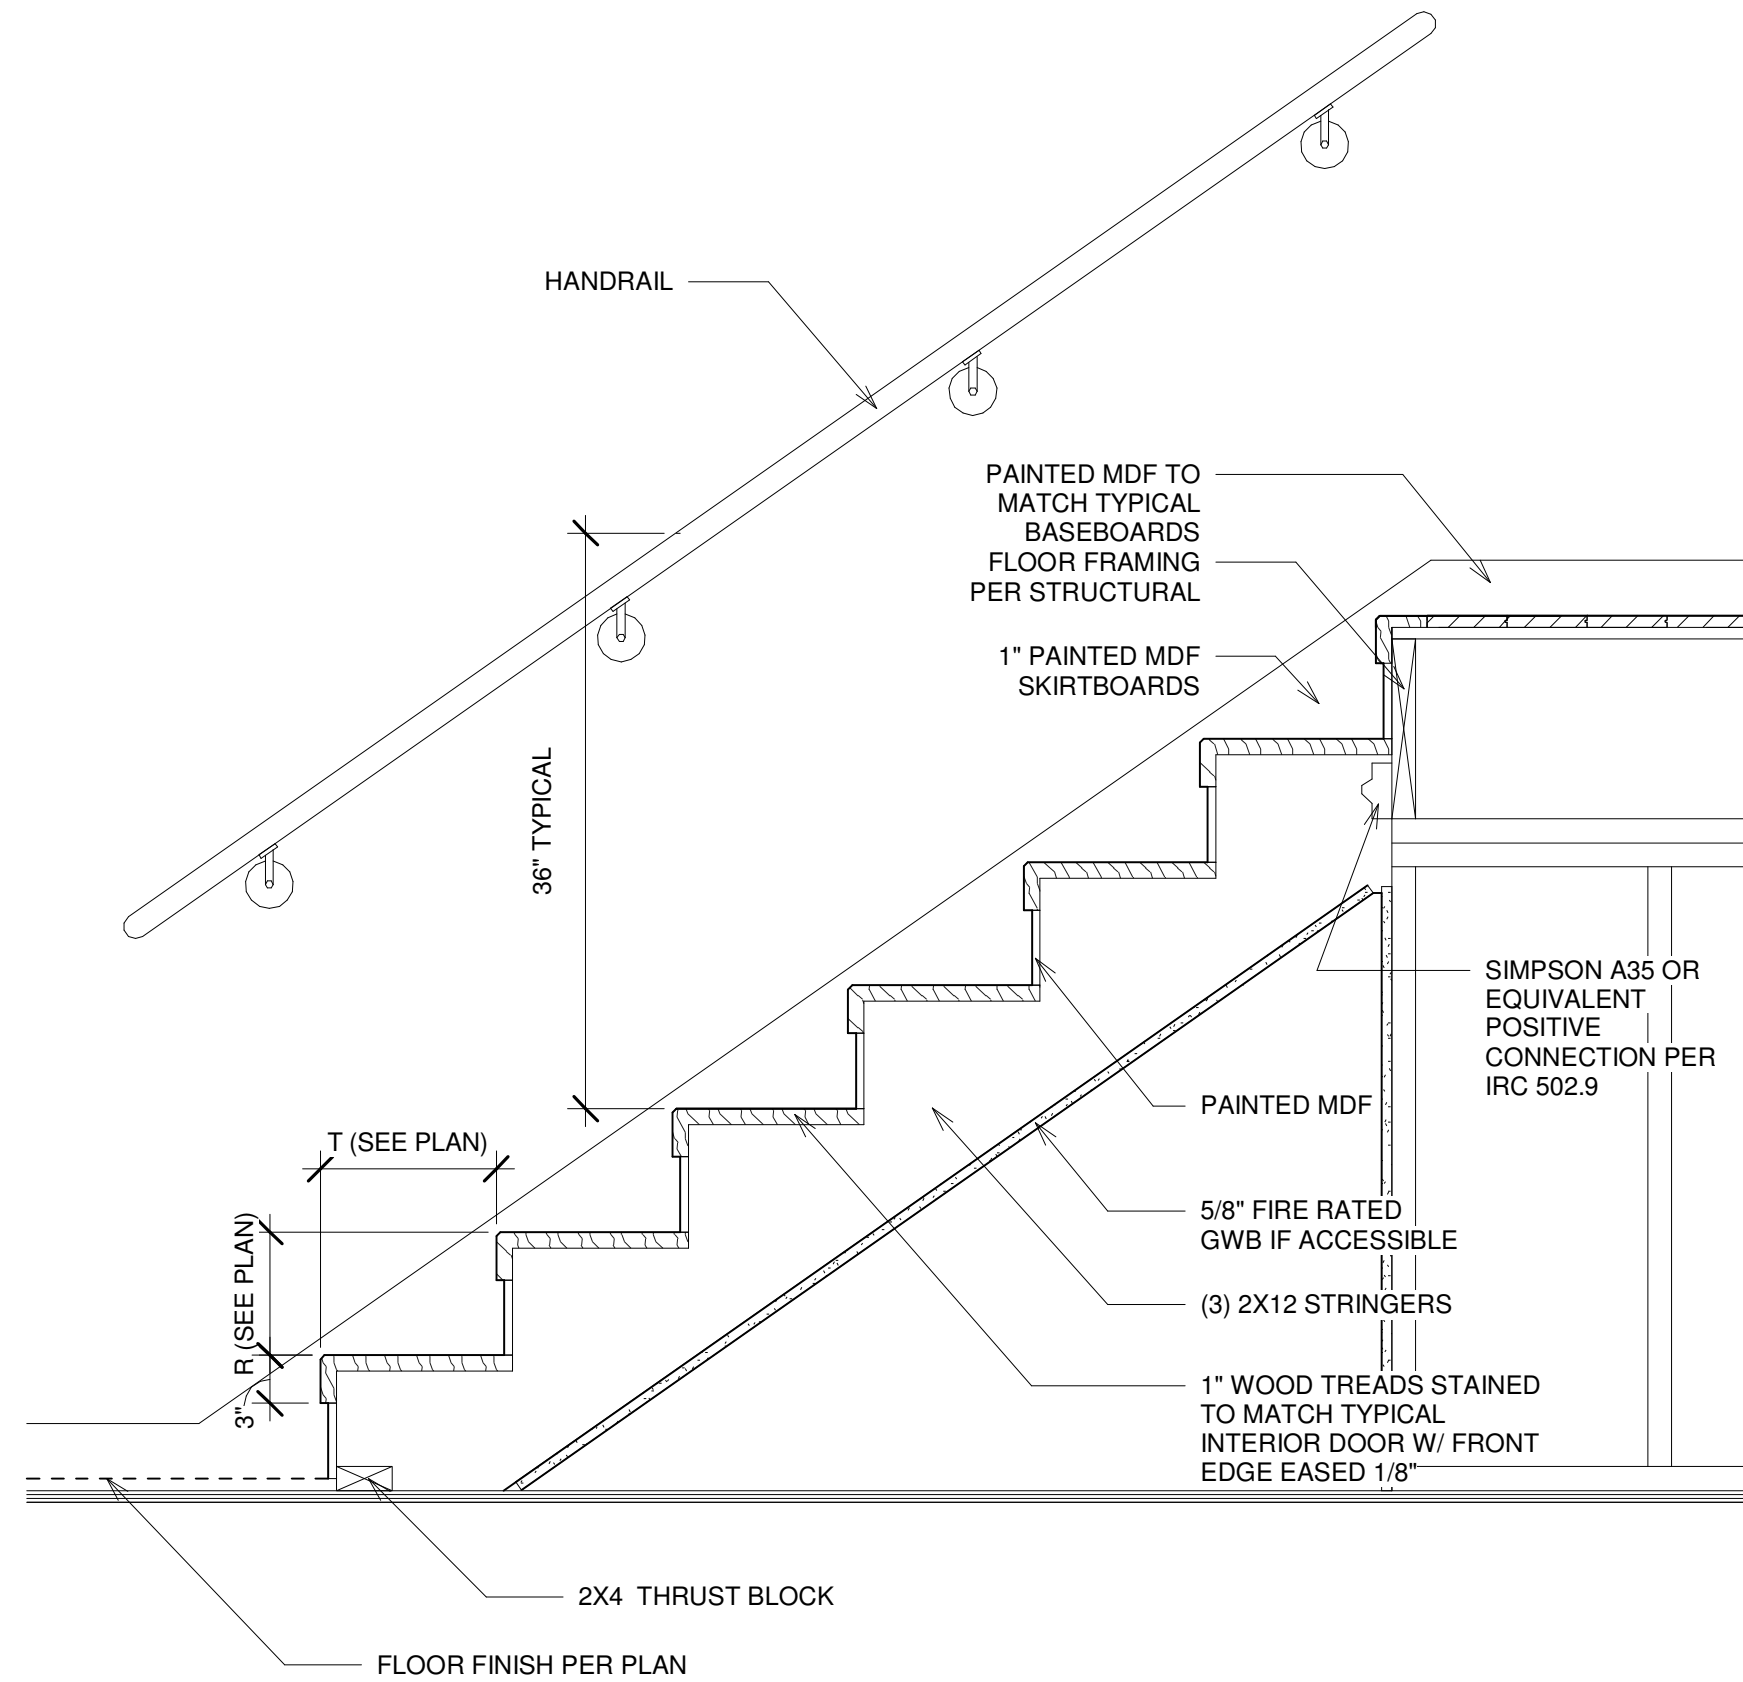 HANDRAIL
PAINTED MDF TO
MATCH TYPICAL
BASEBOARDS
FLOOR FRAMING
PER STRUCTURAL
1" PAINTED MDF
SKIRTBOARDS
36" TYPICAL
SIMPSON A35 OR
EQUIVALENT
POSITIVE
CONNECTION PER
IRC 502.9
PAINTED MDF
T (SEE PLAN)
R (SEE PLAN)
3"
5/8" FIRE RATED
GWB IF ACCESSIBLE
(3) 2X12 STRINGERS
1" WOOD TREADS STAINED
TO MATCH TYPICAL
INTERIOR DOOR W/ FRONT
EDGE EASED 1/8"
2X4 THRUST BLOCK
FLOOR FINISH PER PLAN